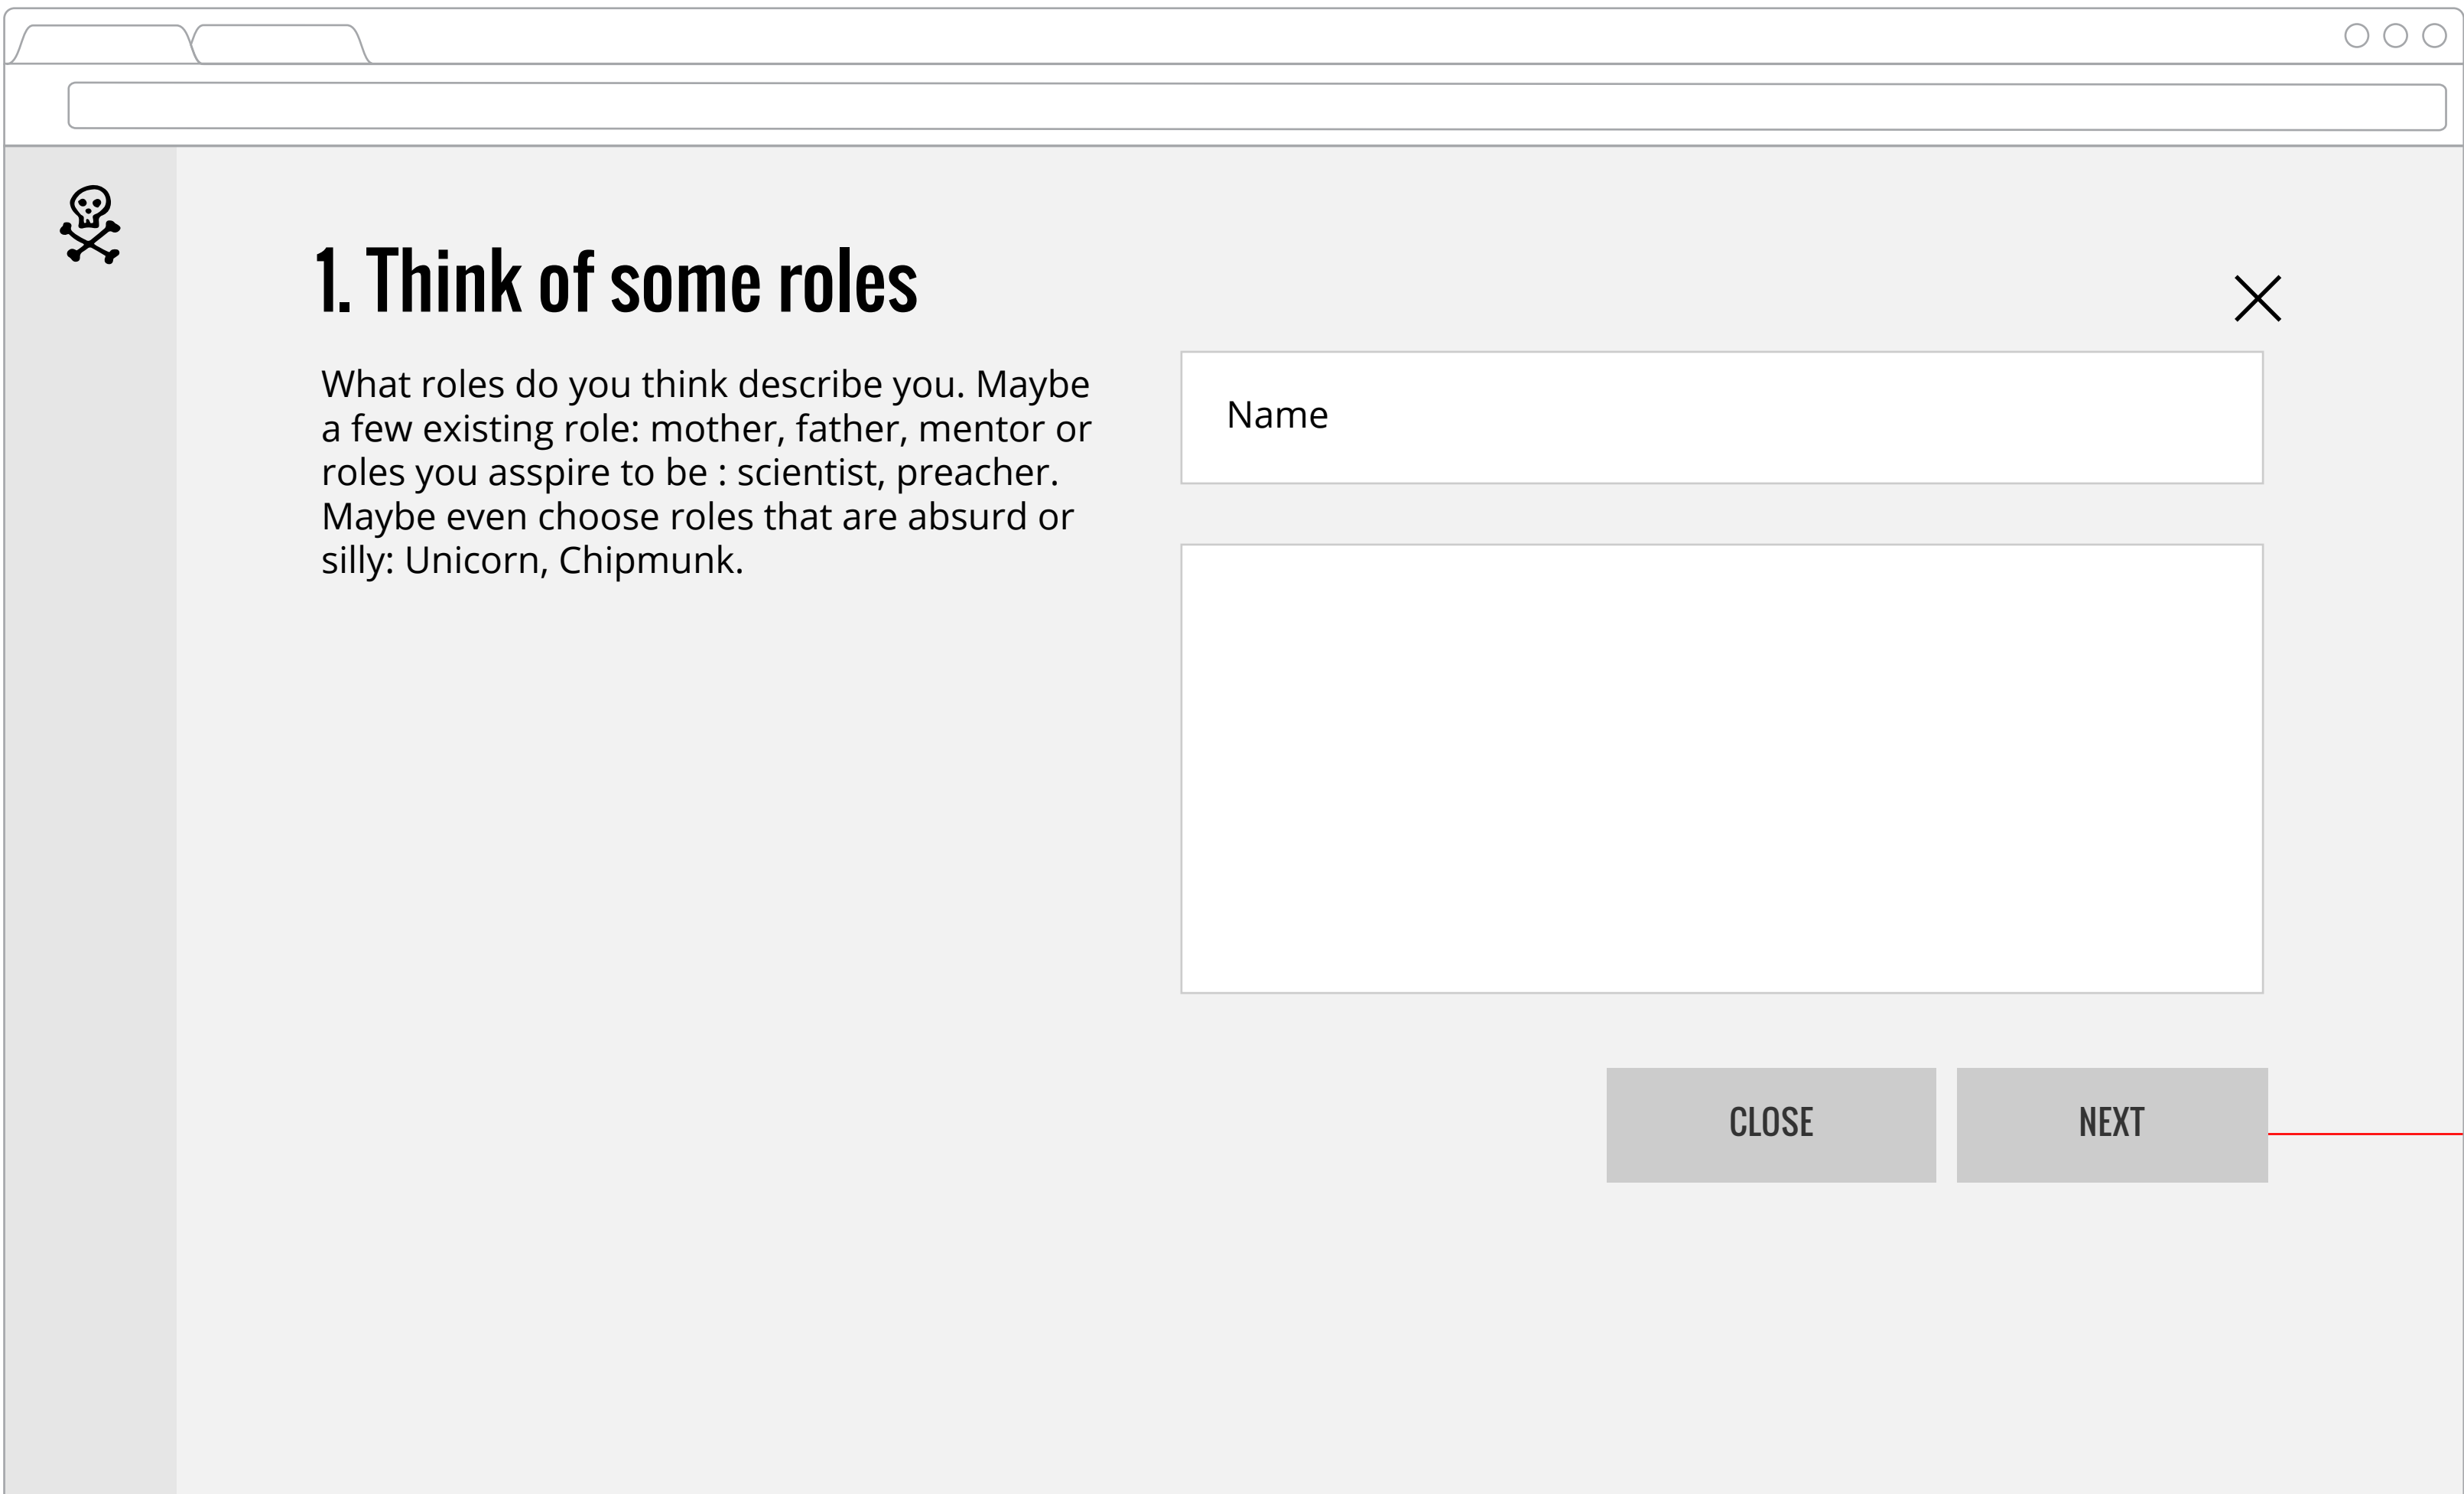 1. Think of some roles
What roles do you think describe you. Maybe
a few existing role: mother, father, mentor or
roles you asspire to be : scientist, preacher.
Maybe even choose roles that are absurd or
silly: Unicorn, Chipmunk.
Name
CLOSE
NEXT